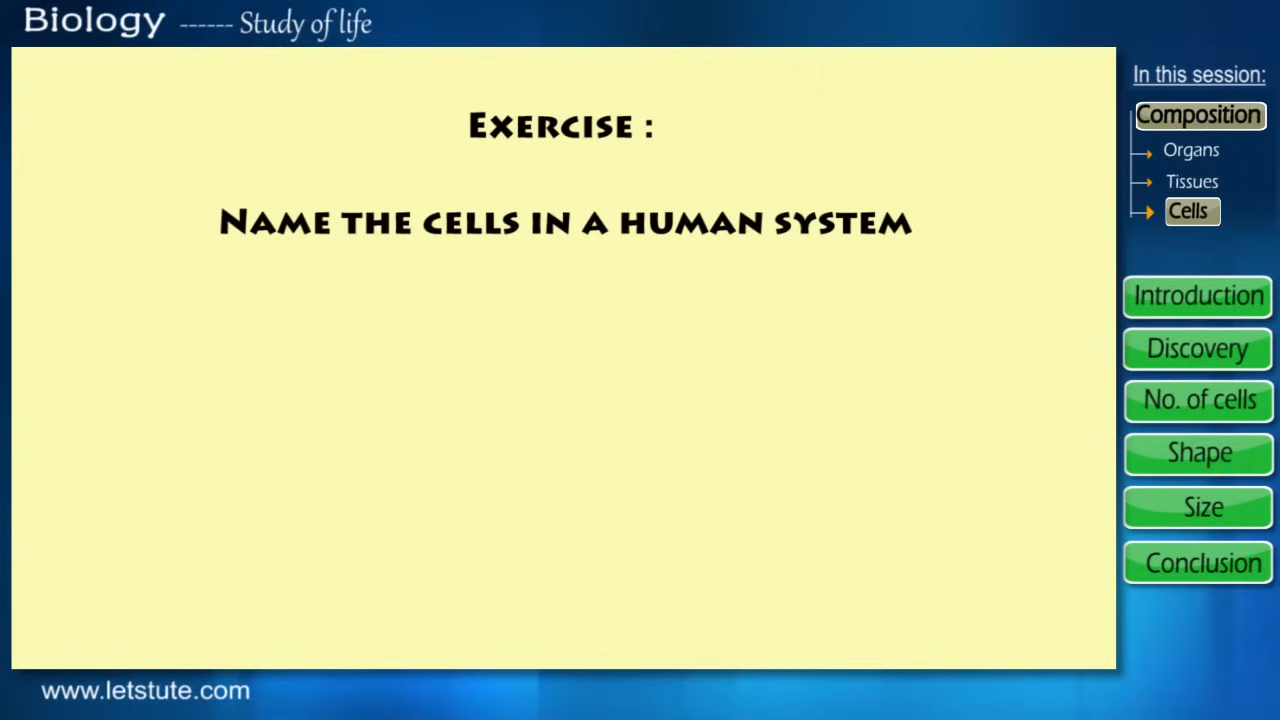 Biology ------ Study of life
Exercise :
Name the cells in a human system
In this session:
Composition
Organs
Tissues
Cells
Introduction
Discovery
No. of cells
Shape
Size
Conclusion
www.letstute.com